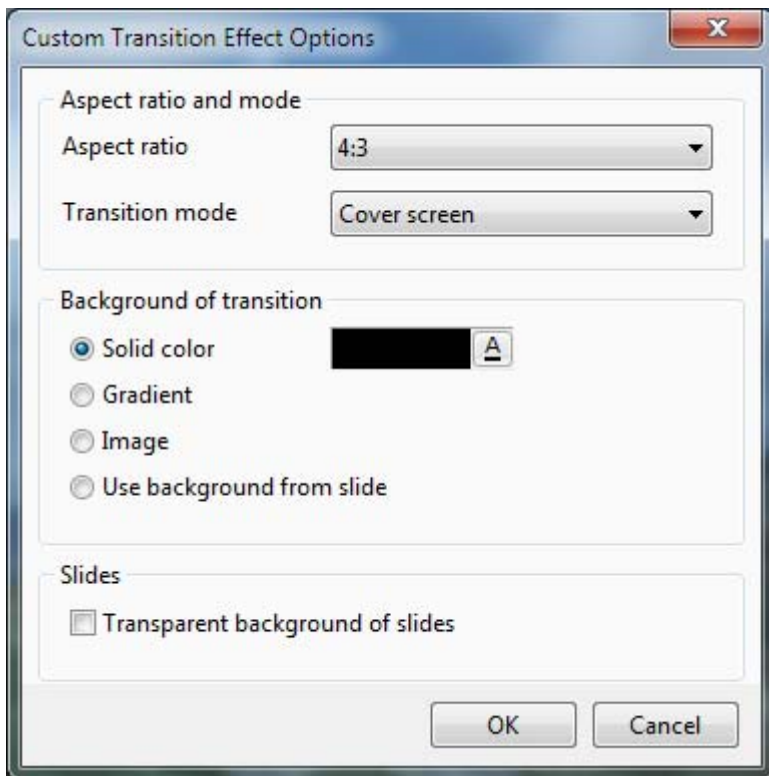 Custom Transition Effect Options
Aspect ratio and mode
Aspect ratio 4:3
Transition mode Cover screen
Background of transition
Solid color A
Gradient
Image
Use background from slide
Slides
Transparent background of slides
OK Cancel